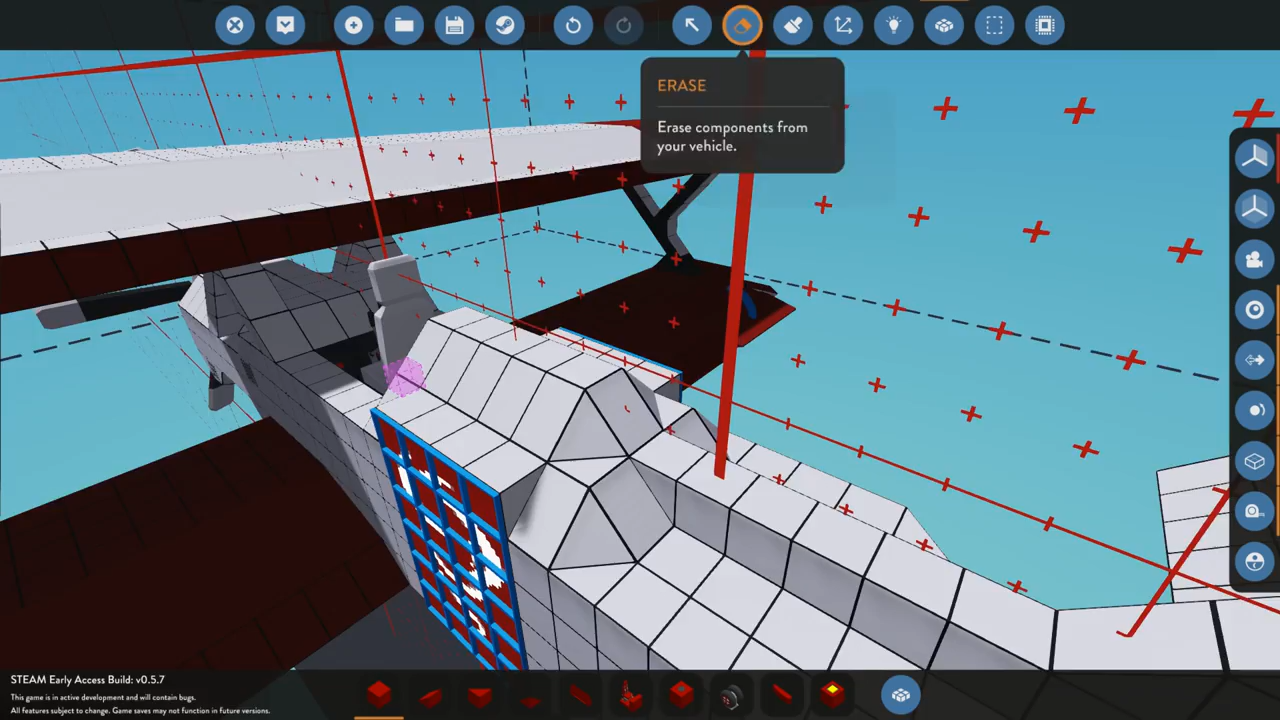 ERASE
Erase components from
your vehicle.
STEAM Early Access Build: v0.5.7
This game is in active development and will contain bugs.
All features subject to change. Game saves may not function in future versions.